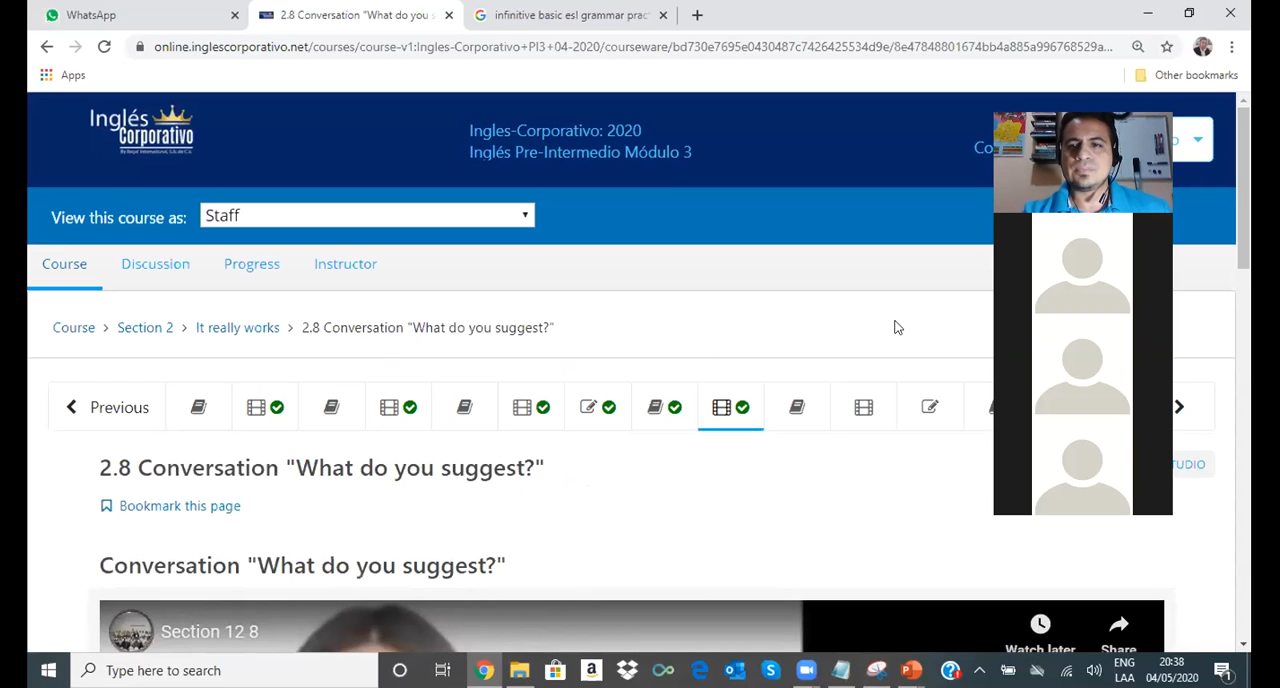 WhatsApp
2.8 Conversation "What do you s
infinitive basic esl grammar prac
online.inglescorporativo.net/courses/course-v1:Ingles-Corporativo+PI3+04-2020/courseware/bd730e7695e0430487c7426425534d9e/8e47848801674bb4a885a996768529a...
Apps
Other bookmarks
Inglés
Corporativo
Ingles-Corporativo: 2020
Inglés Pre-Intermedio Módulo 3
Co
View this course as:
Staff
Course
Discussion
Progress
Instructor
Course > Section 2 > It really works > 2.8 Conversation "What do you suggest?"
Previous
2.8 Conversation "What do you suggest?"
TUDIO
Bookmark this page
Conversation "What do you suggest?"
Section 12 8
Watch later
Share
Type here to search
ENG
LAA
20:38
04/05/2020